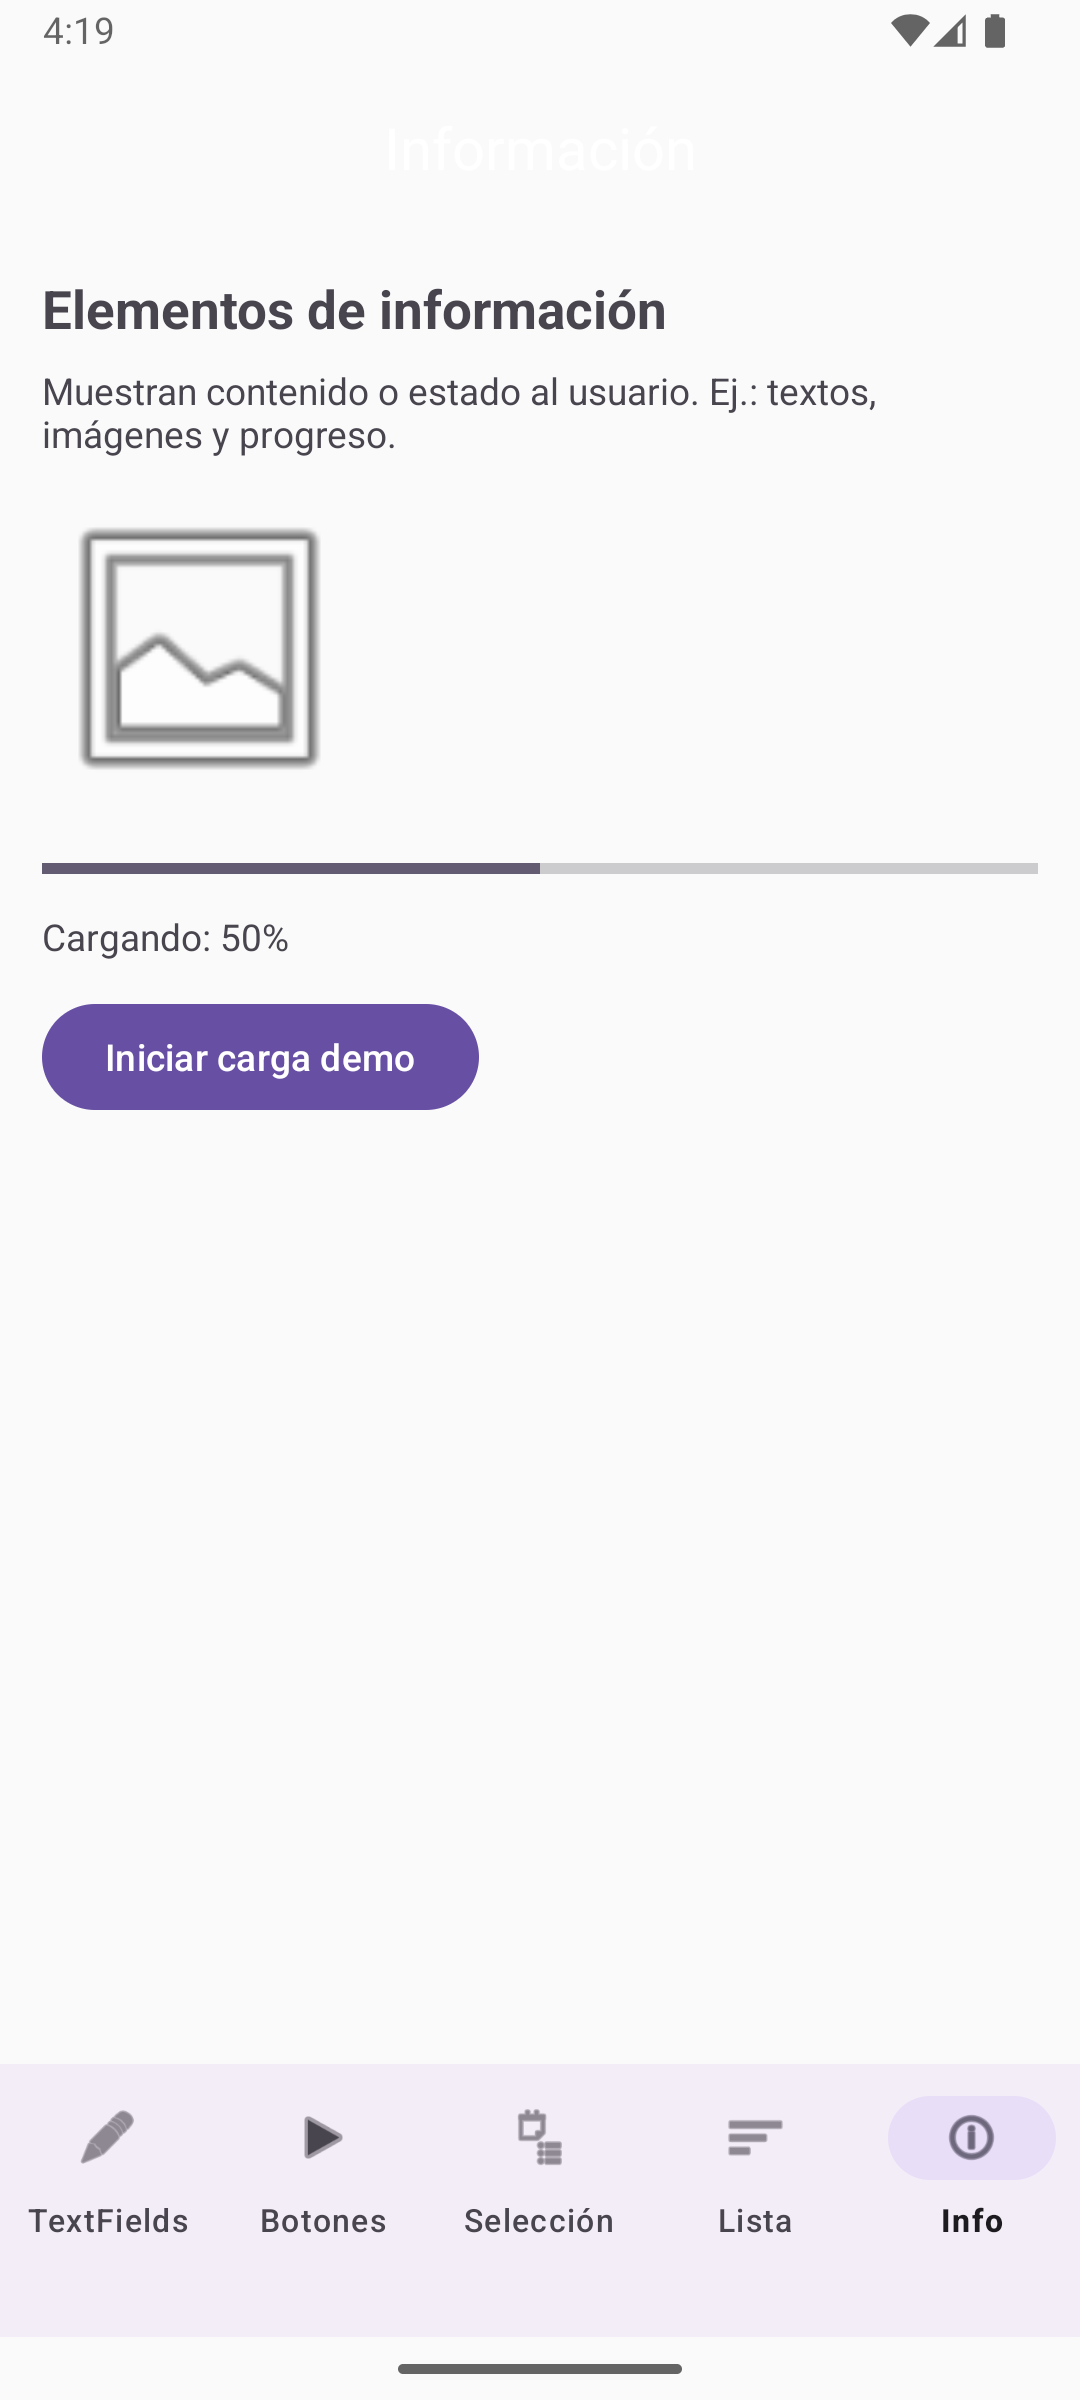 4:19
Información
Elementos de información
Muestran contenido o estado al usuario. Ej.: textos,
imágenes y progreso.
Cargando: 50%
Iniciar carga demo
TextFields
Botones
Selección
Lista
Info